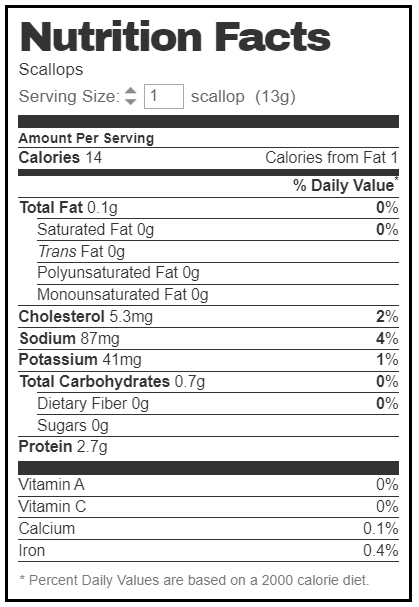 Nutrition Facts
Scallops
Serving Size: 1 scallop (13g)
Amount Per Serving
Calories 14 Calories from Fat 1
% Daily Value*
Total Fat 0.1g 0%
Saturated Fat 0g 0%
Trans Fat 0g
Polyunsaturated Fat 0g
Monounsaturated Fat 0g
Cholesterol 5.3mg 2%
Sodium 87mg 4%
Potassium 41mg 1%
Total Carbohydrates 0.7g 0%
Dietary Fiber 0g 0%
Sugars 0g
Protein 2.7g
Vitamin A 0%
Vitamin C 0%
Calcium 0.1%
Iron 0.4%
* Percent Daily Values are based on a 2000 calorie diet.